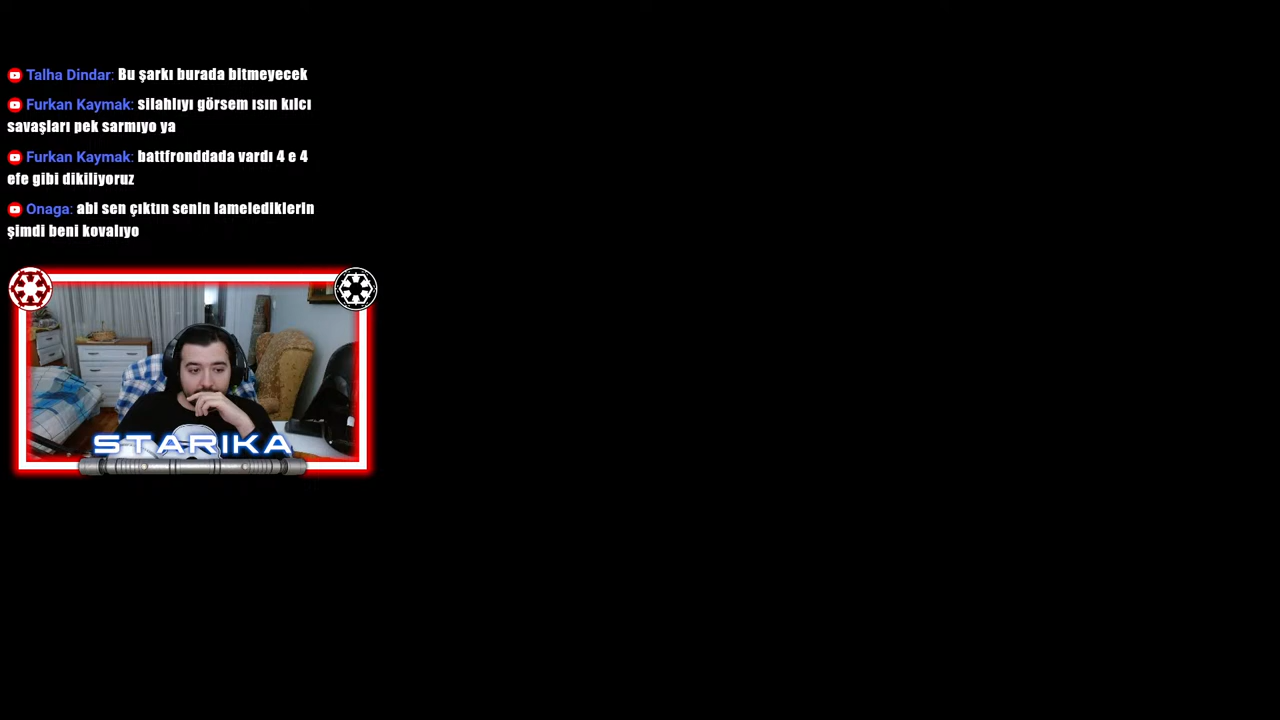 Talha Dindar: Bu şarkı burada bitmeyecek
Furkan Kaymak: silahlıyı görsem ısın kılcı
savaşları pek sarmıyo ya
Furkan Kaymak: battfronddada vardı 4 e 4
efe gibi dikiliyoruz
Onaga: abi sen çıktın senin lamelediklerin
şimdi beni kovalıyo
STARIKA